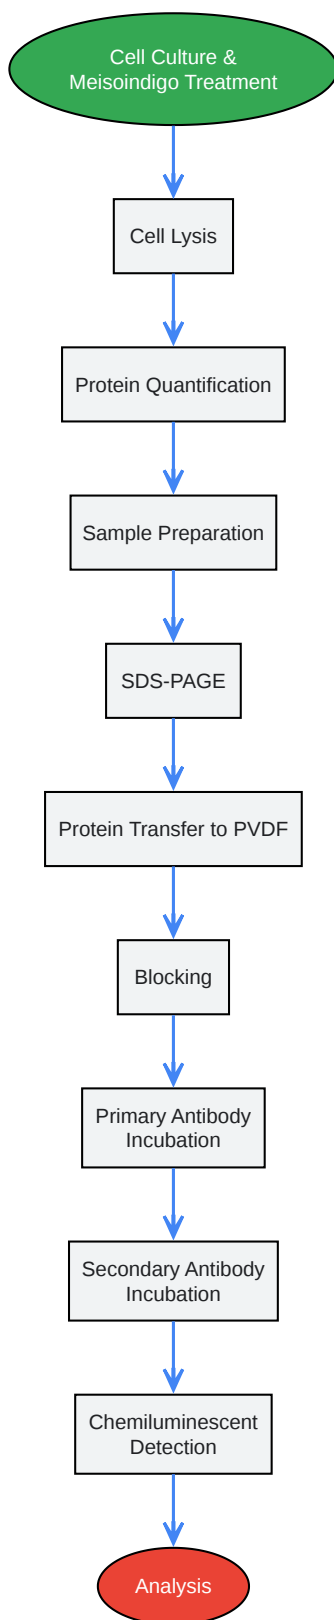 Cell Culture &
Meisoindigo Treatment
Cell Lysis
Protein Quantification
Sample Preparation
SDS-PAGE
Protein Transfer to PVDF
Blocking
Primary Antibody
Incubation
Secondary Antibody
Incubation
Chemiluminescent
Detection
Analysis